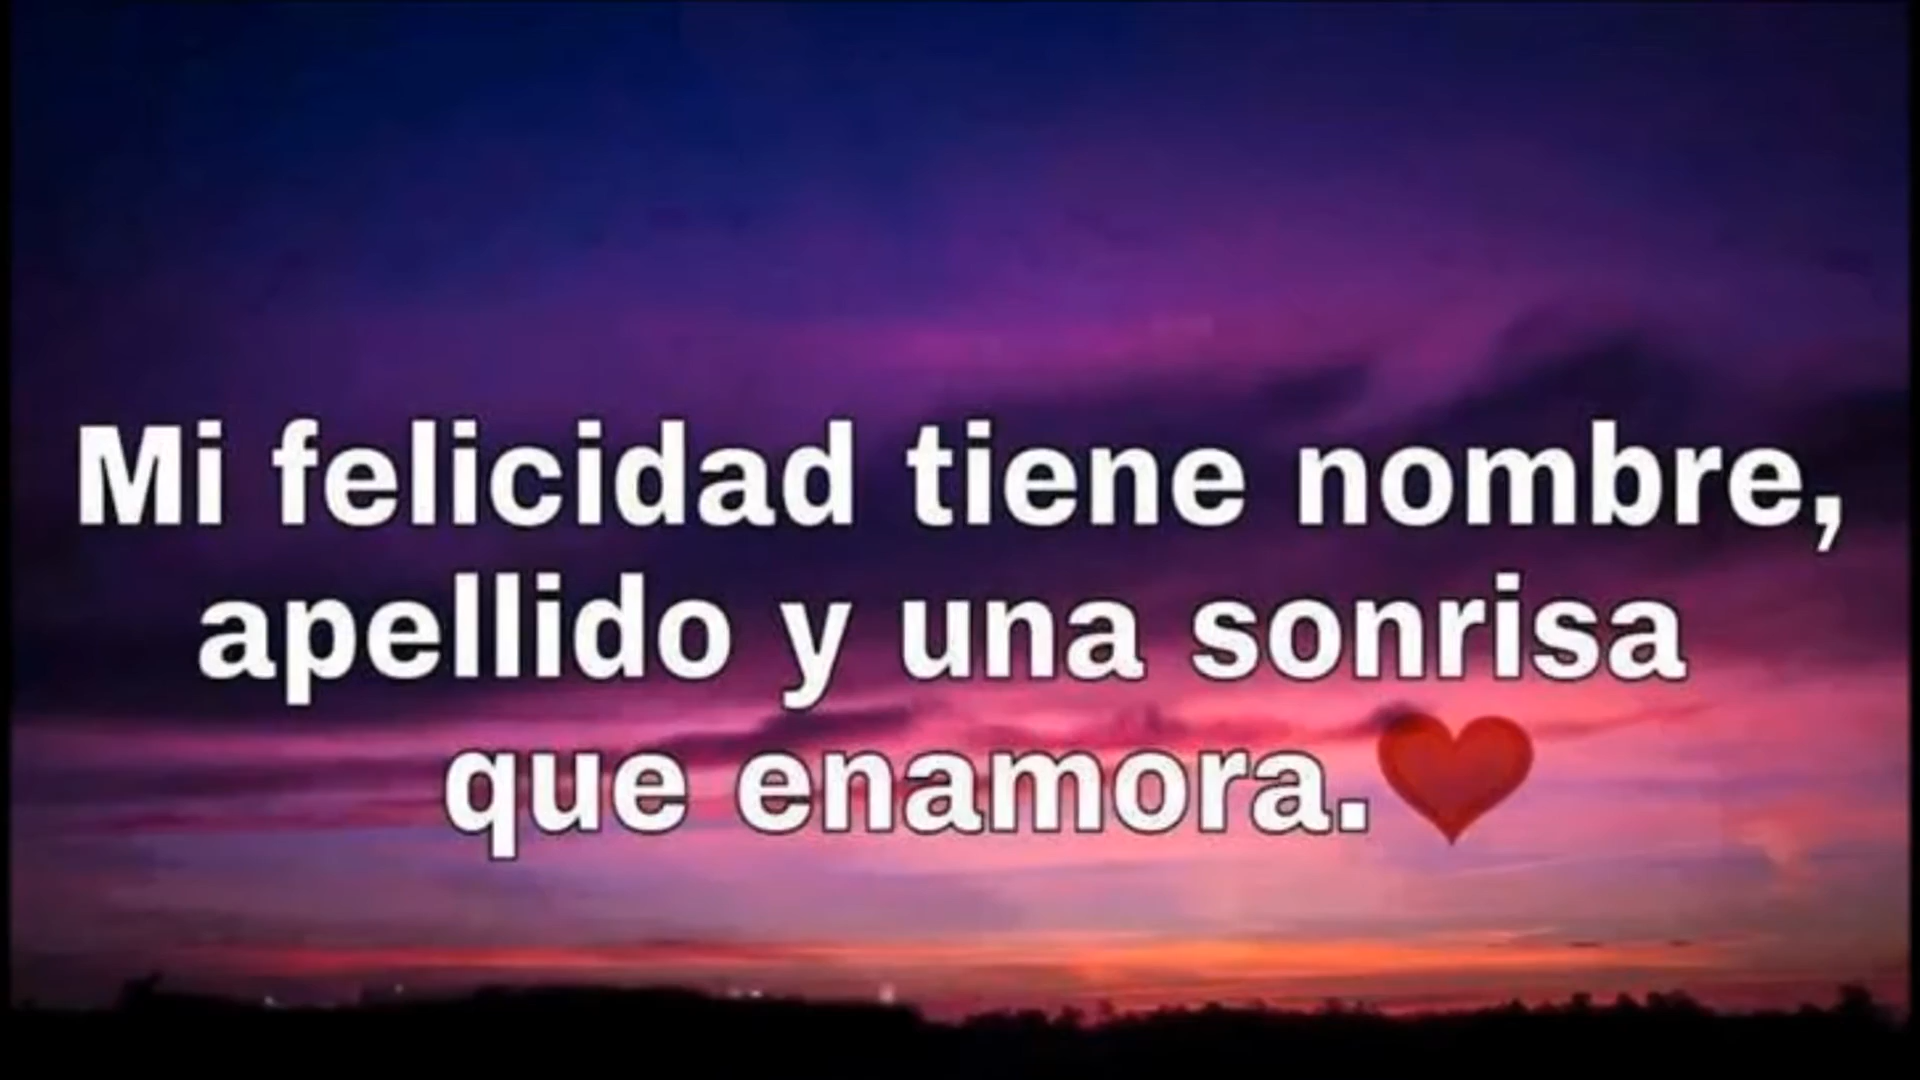 Mi felicidad tiene nombre,
apellido y una sonrisa
que enamora.❤